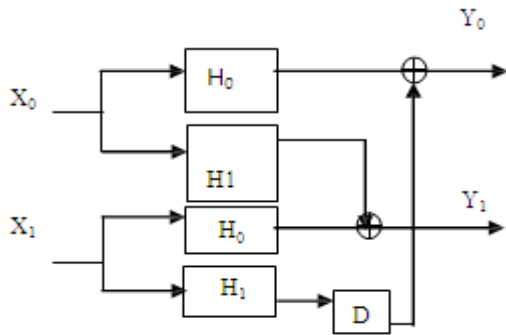 Y₀
H₀
X₀
H1
X₁
H₀
Y₁
H₁
D